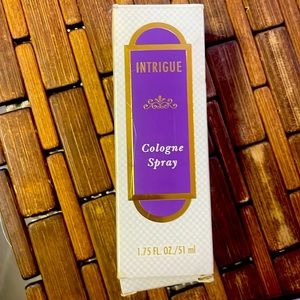 INTRIGUE
Cologne
Spray
1.75 FL. OZ./51 ml